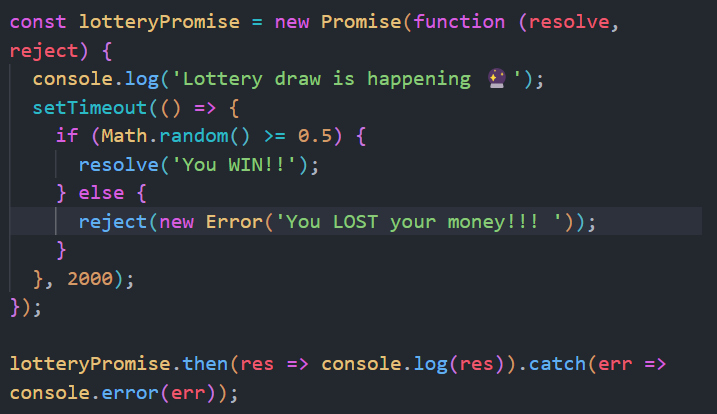 const lotteryPromise = new Promise(function (resolve,
reject) {
  console.log('Lottery draw is happening 🔮');
  setTimeout(() => {
    if (Math.random() >= 0.5) {
      resolve('You WIN!!');
    } else {
      reject(new Error('You LOST your money!!! '));
    }
  }, 2000);
});

lotteryPromise.then(res => console.log(res)).catch(err =>
console.error(err));